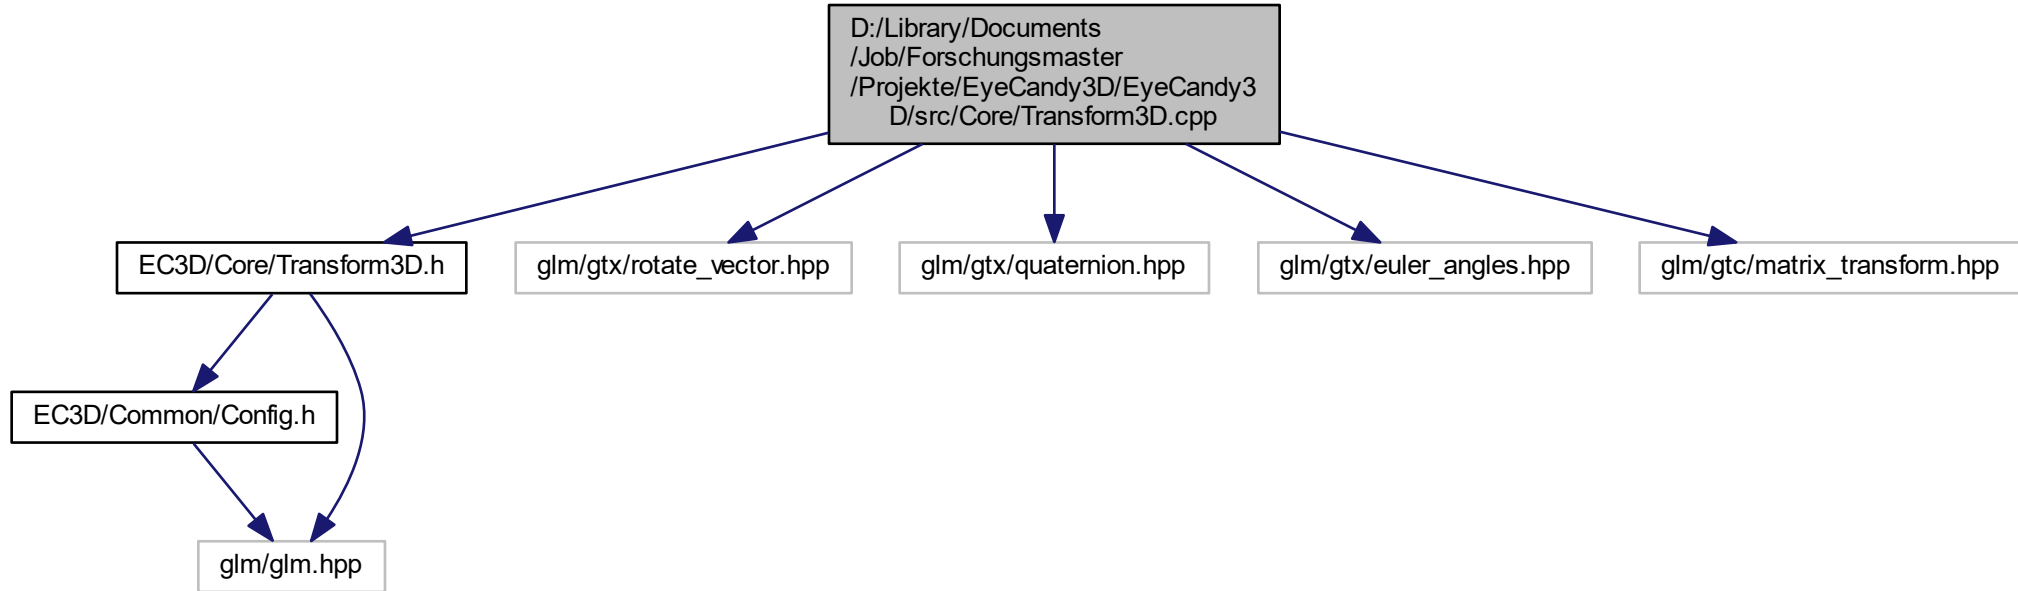 D:/Library/Documents
/Job/Forschungsmaster
/Projekte/EyeCandy3D/EyeCandy3
D/src/Core/Transform3D.cpp
EC3D/Core/Transform3D.h
glm/gtx/rotate_vector.hpp
glm/gtx/quaternion.hpp
glm/gtx/euler_angles.hpp
glm/gtc/matrix_transform.hpp
EC3D/Common/Config.h
glm/glm.hpp